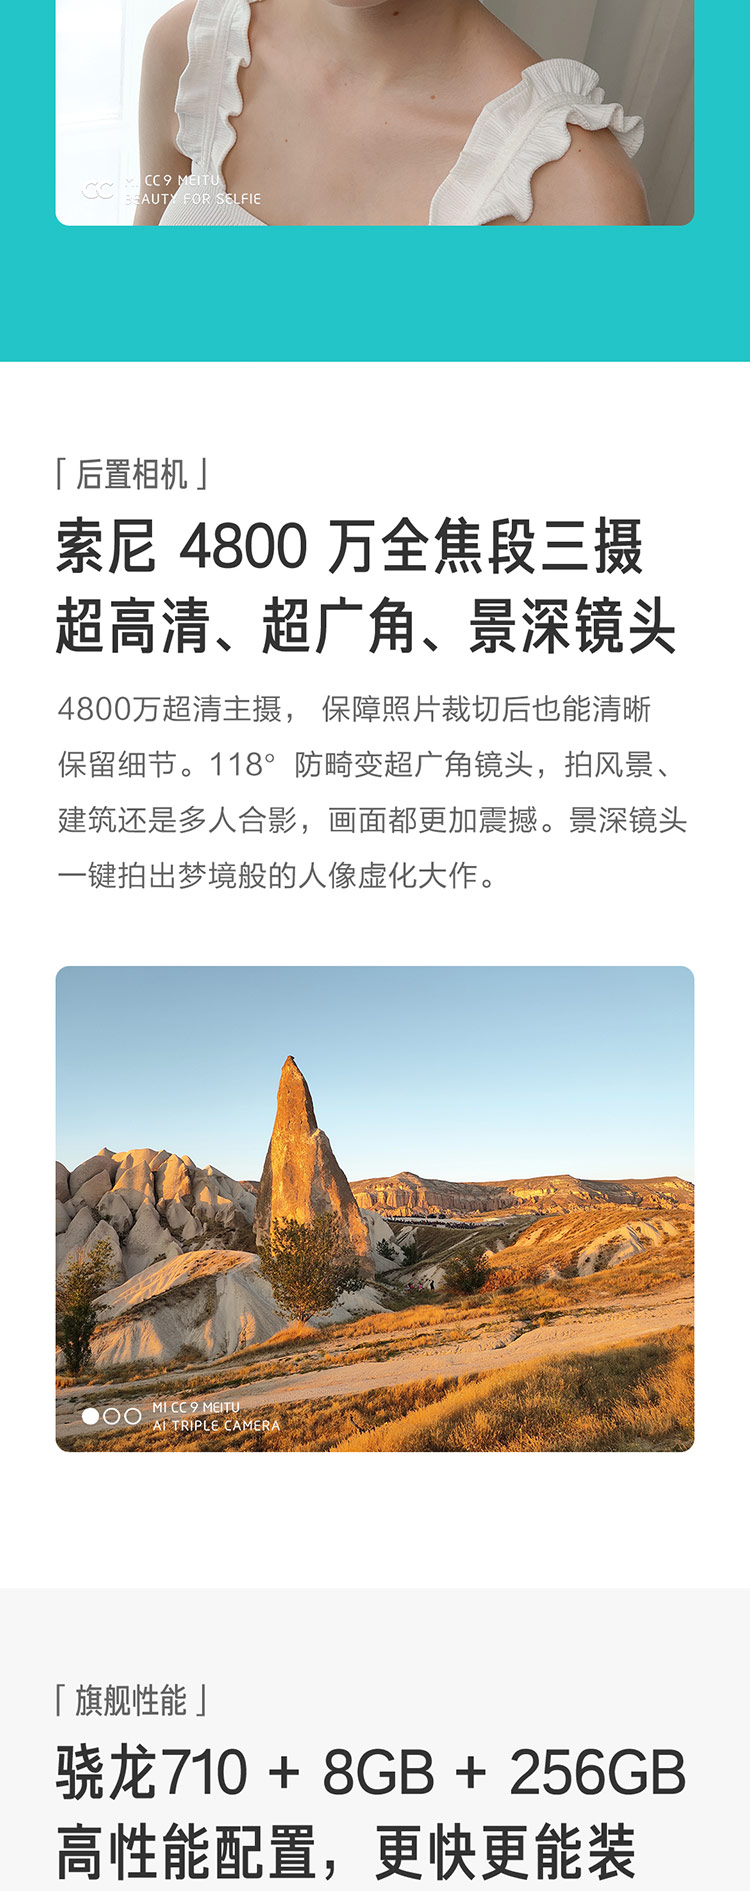 CC MI CC 9 MEITU
BEAUTY FOR SELFIE
「 后置相机 」
索尼 4800 万全焦段三摄
超高清、超广角、景深镜头
4800万超清主摄， 保障照片裁切后也能清晰
保留细节。118° 防畸变超广角镜头，拍风景、
建筑还是多人合影，画面都更加震撼。景深镜头
一键拍出梦境般的人像虚化大作。
MI CC 9 MEITU
AI TRIPLE CAMERA
「 旗舰性能 」
骁龙710 + 8GB + 256GB
高性能配置，更快更能装